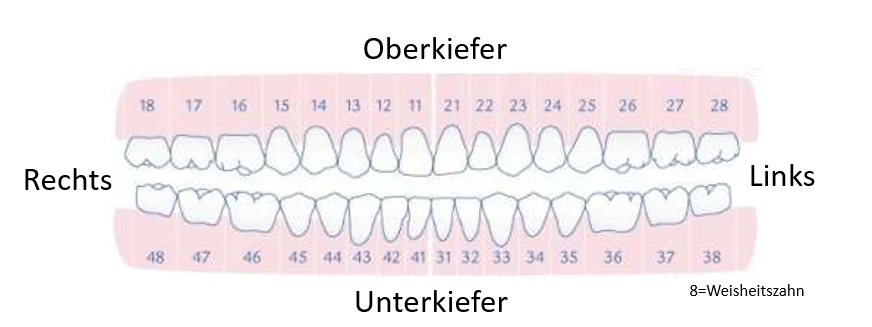 Oberkiefer
18 17 16 15 14 13 12 11 21 22 23 24 25 26 27 28
Rechts
Links
48 47 46 45 44 43 42 41 31 32 33 34 35 36 37 38
Unterkiefer
8=Weisheitszahn